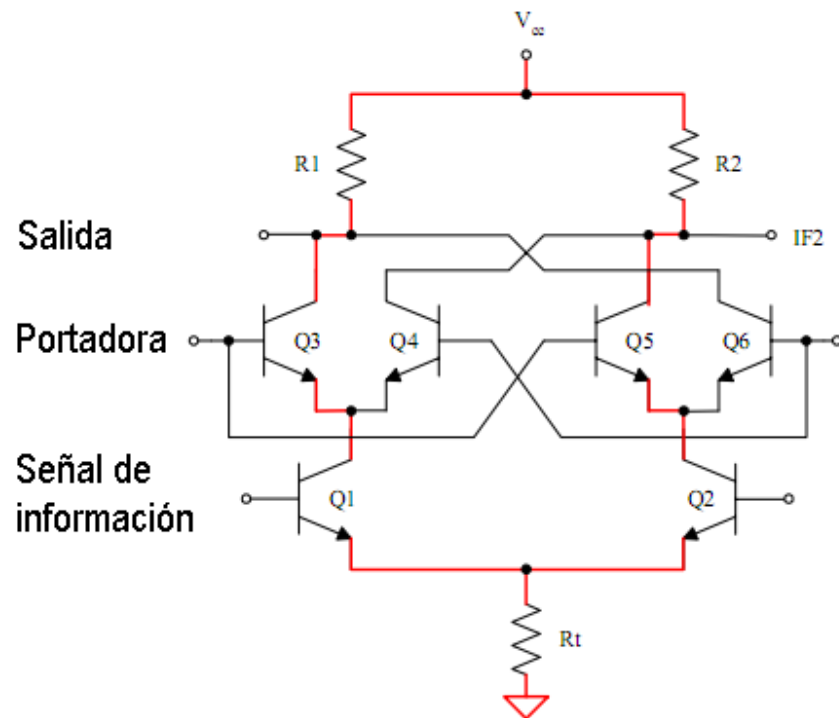 Vcc
R1
R2
Salida
IF2
Portadora
Q3
Q4
Q5
Q6
Señal de
información
Q1
Q2
Rt